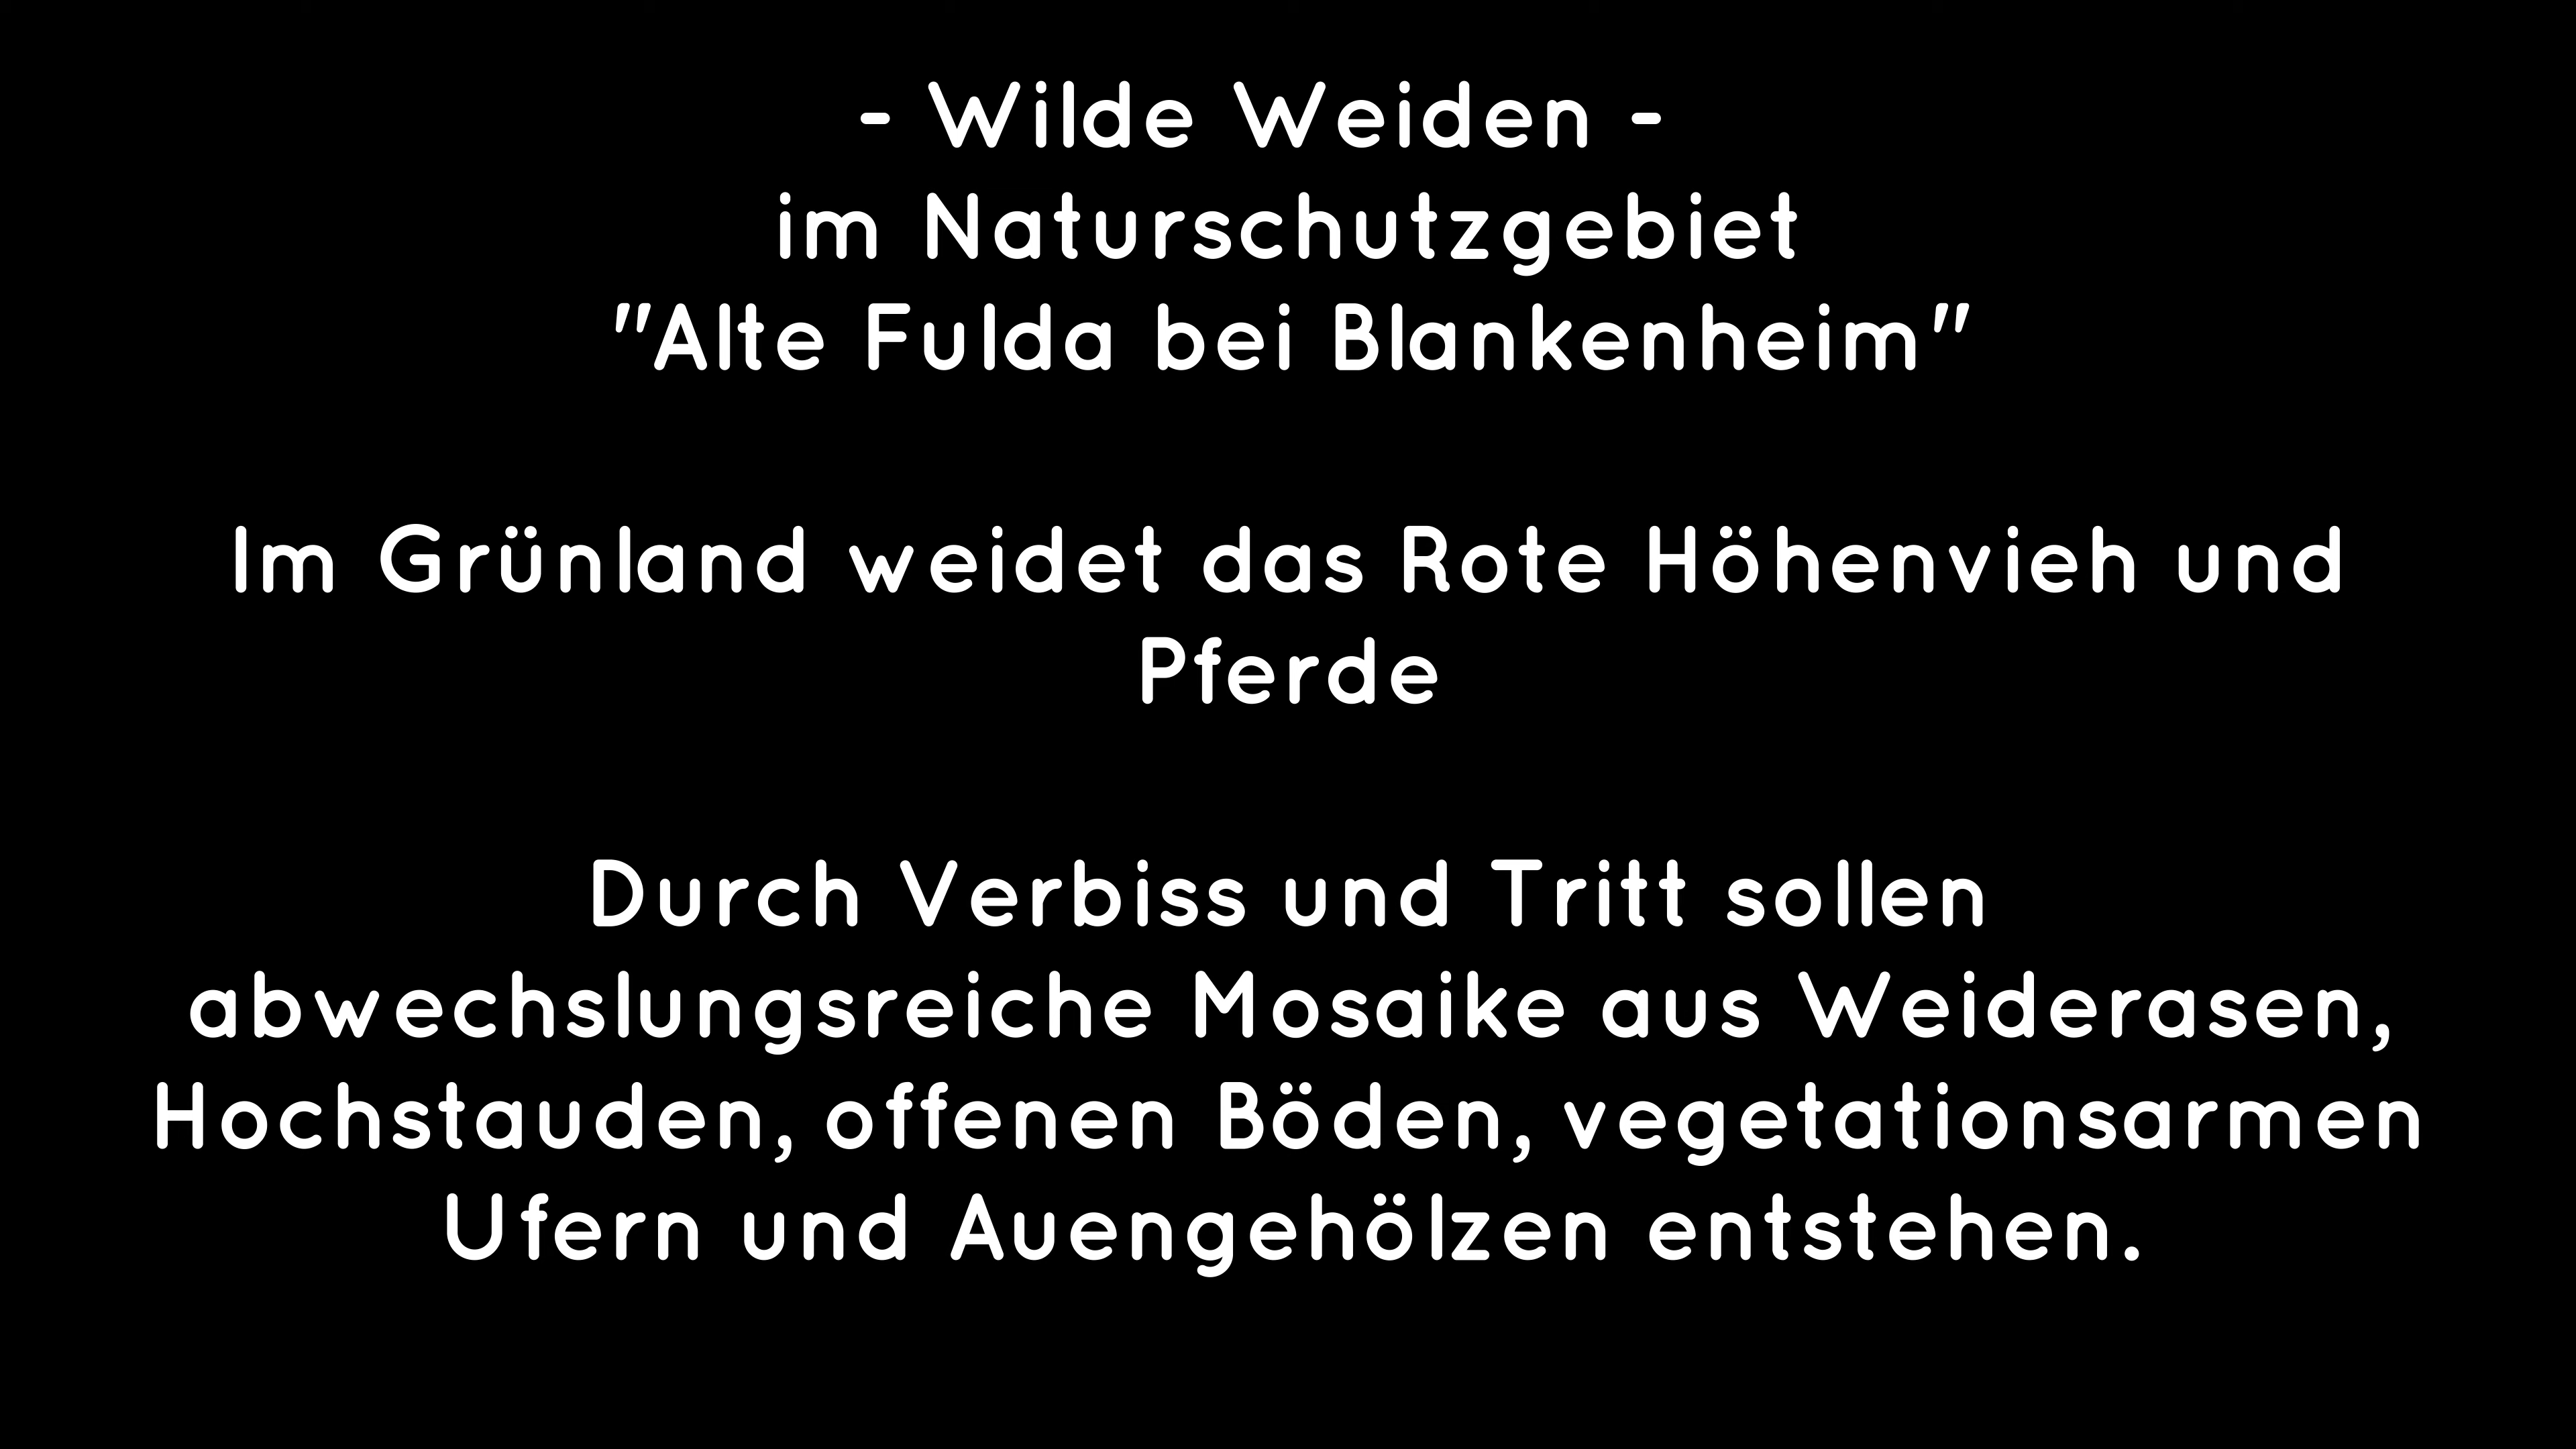 - Wilde Weiden -
im Naturschutzgebiet
"Alte Fulda bei Blankenheim"
Im Grünland weidet das Rote Höhenvieh und
Pferde
Durch Verbiss und Tritt sollen
abwechslungsreiche Mosaike aus Weiderasen,
Hochstauden, offenen Böden, vegetationsarmen
Ufern und Auengehölzen entstehen.